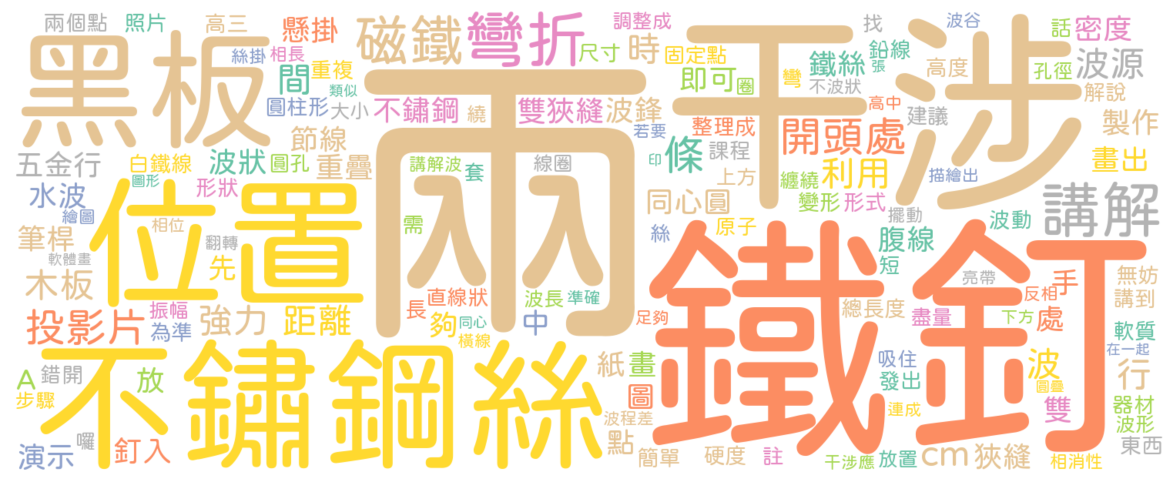 兩個點 照片 高三 懸掛 磁鐵 彎折 調整成 波谷 找 話 密度
黑板 絲掛 相長 間 重複 類似 兩 尺寸 時 固定點 干涉 鉛線 張 高度 孔徑 波源
圓柱形 大小 不鏽鋼 繞 雙狹縫 即可 圈 鐵絲 彎 不波狀 高中 解說
節線 波鋒 若要 整理成 開頭處 建議 製作
五金行 白鐵線 圖形 波狀 圓孔 重疊 講解波 套 線圈 印 條 課程 上方 利用 描繪出 畫出
水波 繪圖 形狀 位置 同心圓 纏繞 變形 形式 擺動 波動 講解
筆桿 軟體畫 相位 翻轉 先 需 絲 原子 腹線 短 鐵釘
木板 振幅 為準 強力 距離 長 直線狀 夠 波長 準確 同心 橫線 中 足夠 總長度 盡量 亮帶 反相 下方 手 處 無妨 講到
投影片 不鏽鋼絲 紙 畫 吸住 發出 波 軟質 在一起
A 錯開 步驟 放 圖 連成 圓疊 行 雙 器材 波形
演示 囉 釘入 波程差 點 簡單 硬度 註 干涉應 放置 cm 狹縫 相消性 東西